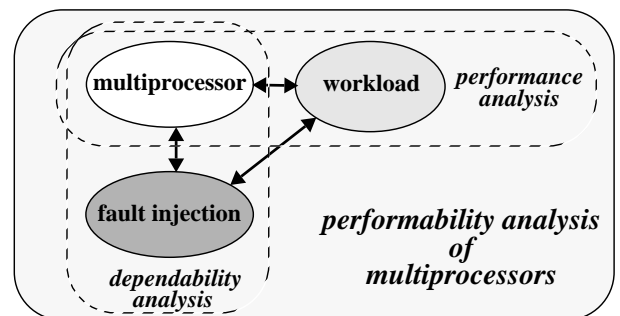 multiprocessor
workload
performance
analysis
fault injection
performability analysis
of
multiprocessors
dependability
analysis